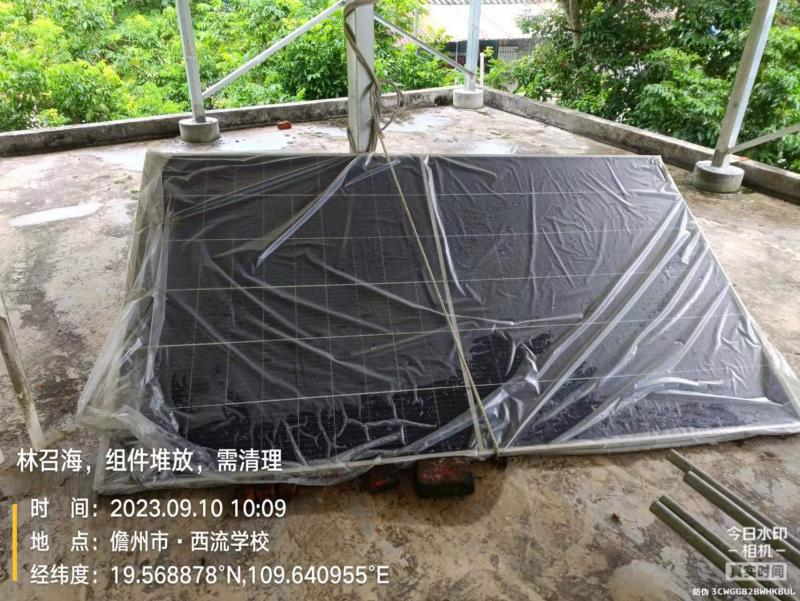 林召海，组件堆放，需清理
时 间：2023.09.10 10:09
地 点：儋州市·西流学校
经纬度：19.568878°N,109.640955°E
今日水印
-相机-
真实时间
防伪 3CWGGB2BWHKBUL